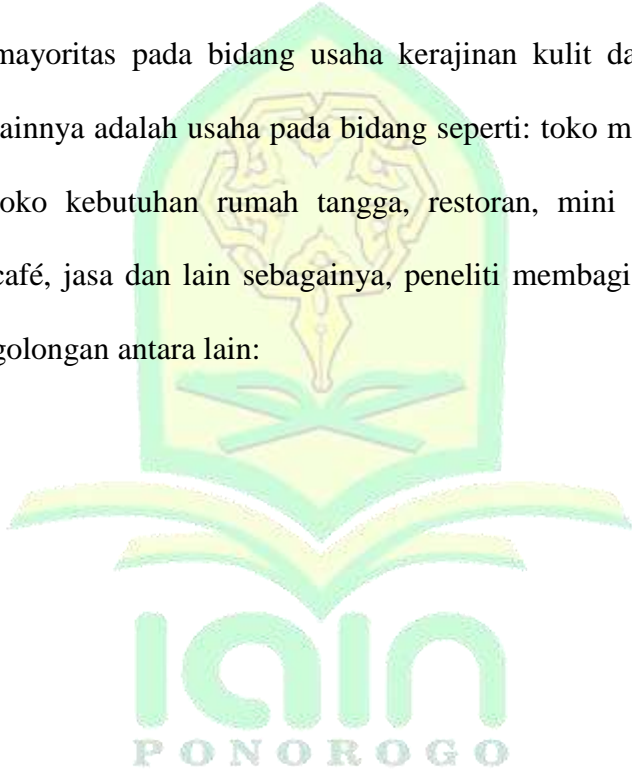 mayoritas pada bidang usaha kerajinan kulit da
ainnya adalah usaha pada bidang seperti: toko m
oko kebutuhan rumah tangga, restoran, mini
café, jasa dan lain sebagainya, peneliti membagi
golongan antara lain:
iain
PONOROGO